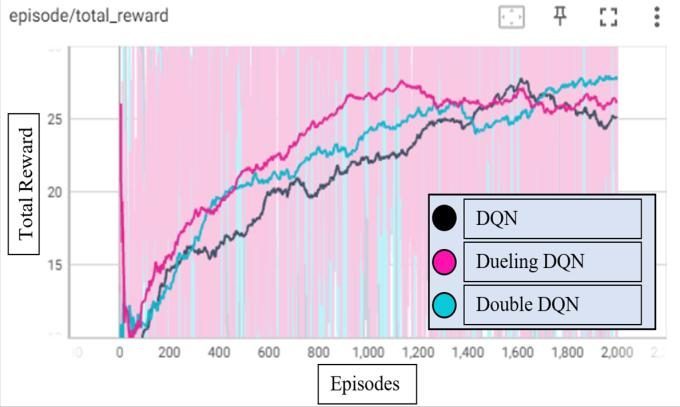 episode/total_reward
Total Reward
25
20
15
DQN
Dueling DQN
Double DQN
0
200
400
600
800
1,000
1,200
1,400
1,600
1,800
2,000
Episodes